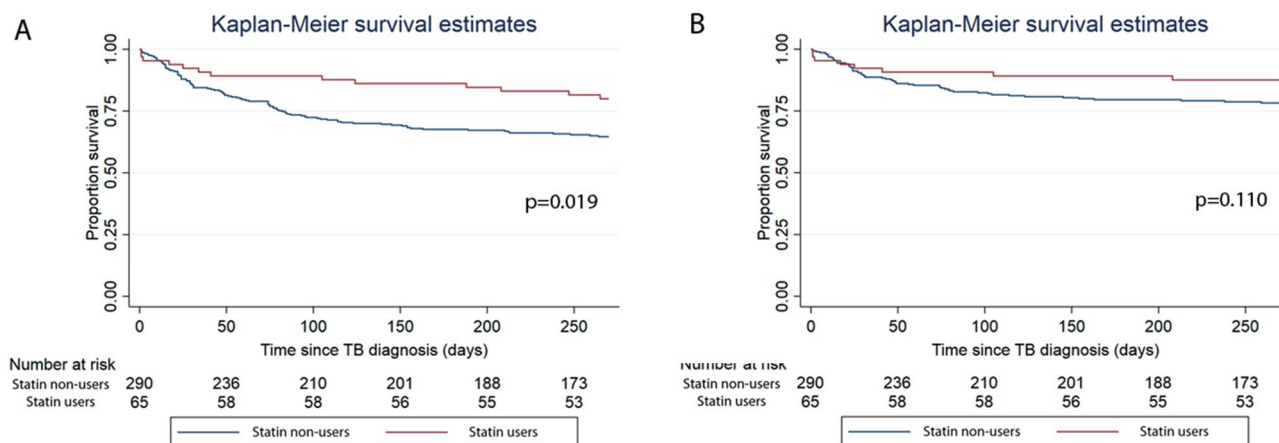 A
Kaplan-Meier survival estimates
1.00
0.75
0.50
0.25
0.00
Proportion survival
p=0.019
0 50 100 150 200 250
Time since TB diagnosis (days)
Number at risk
Statin non-users 290 236 210 201 188 173
Statin users 65 58 58 56 55 53
Statin non-users Statin users
B
Kaplan-Meier survival estimates
1.00
0.75
0.50
0.25
0.00
Proportion survival
p=0.110
0 50 100 150 200 250
Time since TB diagnosis (days)
Number at risk
Statin non-users 290 236 210 201 188 173
Statin users 65 58 58 56 55 53
Statin non-users Statin users